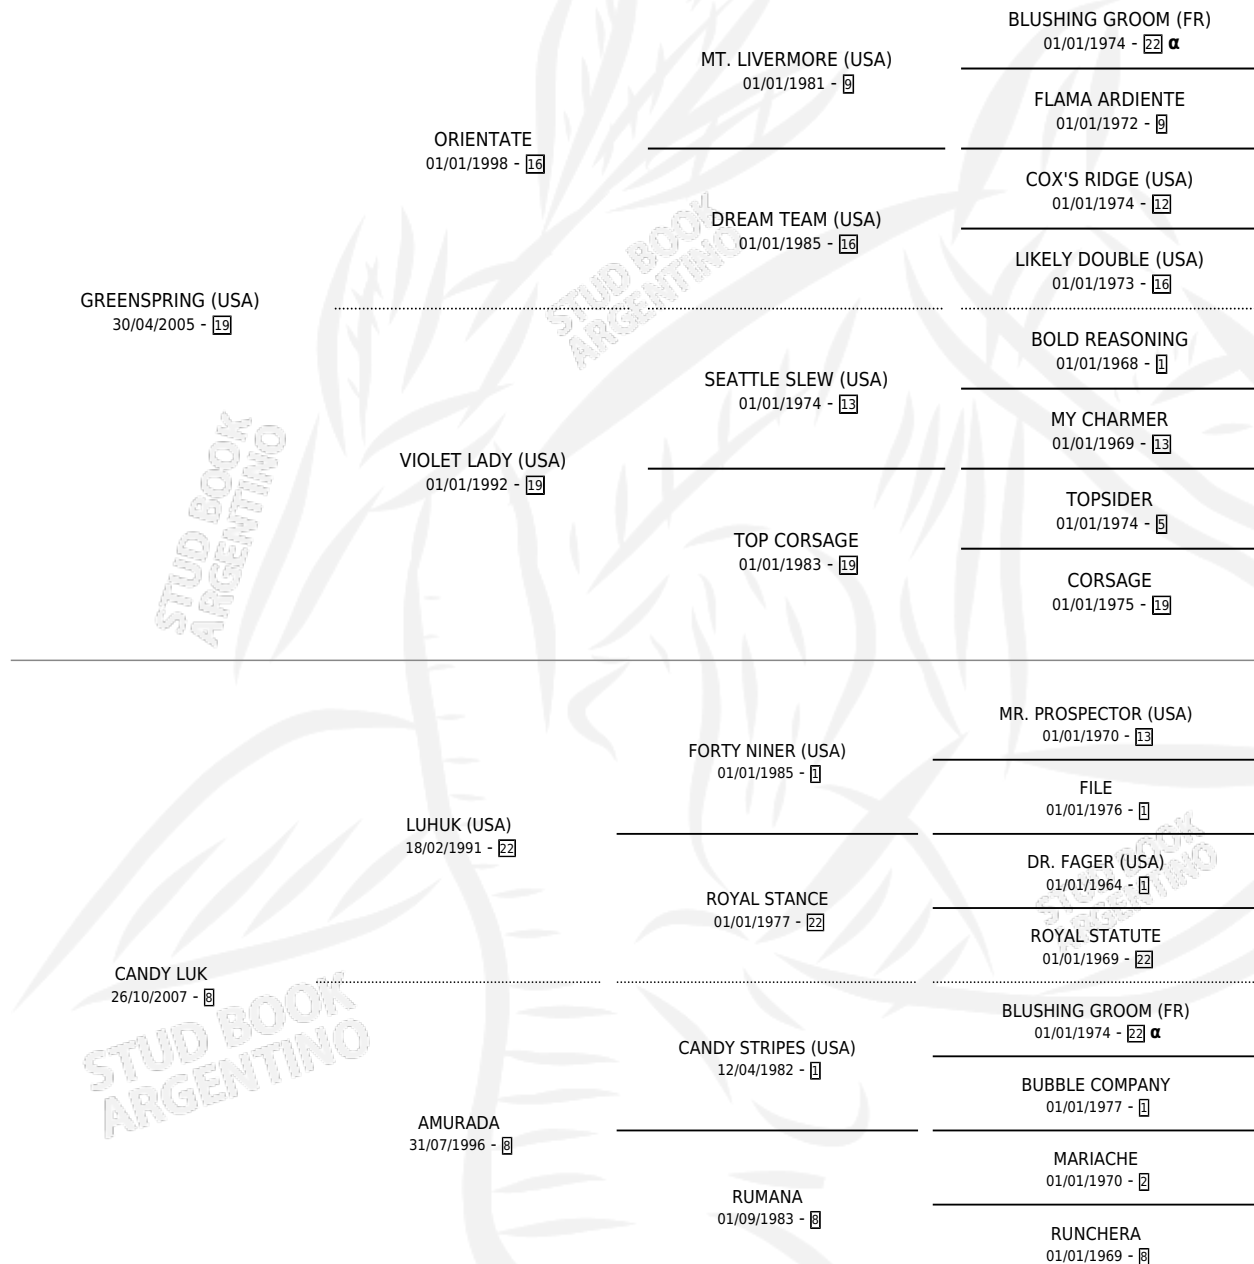 BLUSHING GROOM (FR)
01/01/1974 - 22 α
MT. LIVERMORE (USA)
01/01/1981 - 9
FLAMA ARDIENTE
01/01/1972 - 9
ORIENTATE
01/01/1998 - 16
COX'S RIDGE (USA)
01/01/1974 - 12
DREAM TEAM (USA)
01/01/1985 - 16
LIKELY DOUBLE (USA)
01/01/1973 - 16
GREENSPRING (USA)
30/04/2005 - 19
BOLD REASONING
01/01/1968 - 1
SEATTLE SLEW (USA)
01/01/1974 - 13
MY CHARMER
01/01/1969 - 13
VIOLET LADY (USA)
01/01/1992 - 19
TOPSIDER
01/01/1974 - 5
TOP CORSAGE
01/01/1983 - 19
CORSAGE
01/01/1975 - 19
STUD BOOK
ARGENTINO
STUD BOOK
ARGENTINO
MR. PROSPECTOR (USA)
01/01/1970 - 13
FORTY NINER (USA)
01/01/1985 - 1
FILE
01/01/1976 - 1
LUHUK (USA)
18/02/1991 - 22
DR. FAGER (USA)
01/01/1964 - 1
ROYAL STANCE
01/01/1977 - 22
ROYAL STATUTE
01/01/1969 - 22
CANDY LUK
26/10/2007 - 8
BLUSHING GROOM (FR)
01/01/1974 - 22 α
CANDY STRIPES (USA)
12/04/1982 - 1
BUBBLE COMPANY
01/01/1977 - 1
AMURADA
31/07/1996 - 8
MARIACHE
01/01/1970 - 2
RUMANA
01/09/1983 - 8
RUNCHERA
01/01/1969 - 8
STUD BOOK
ARGENTINO
STUD BOOK
ARGENTINO